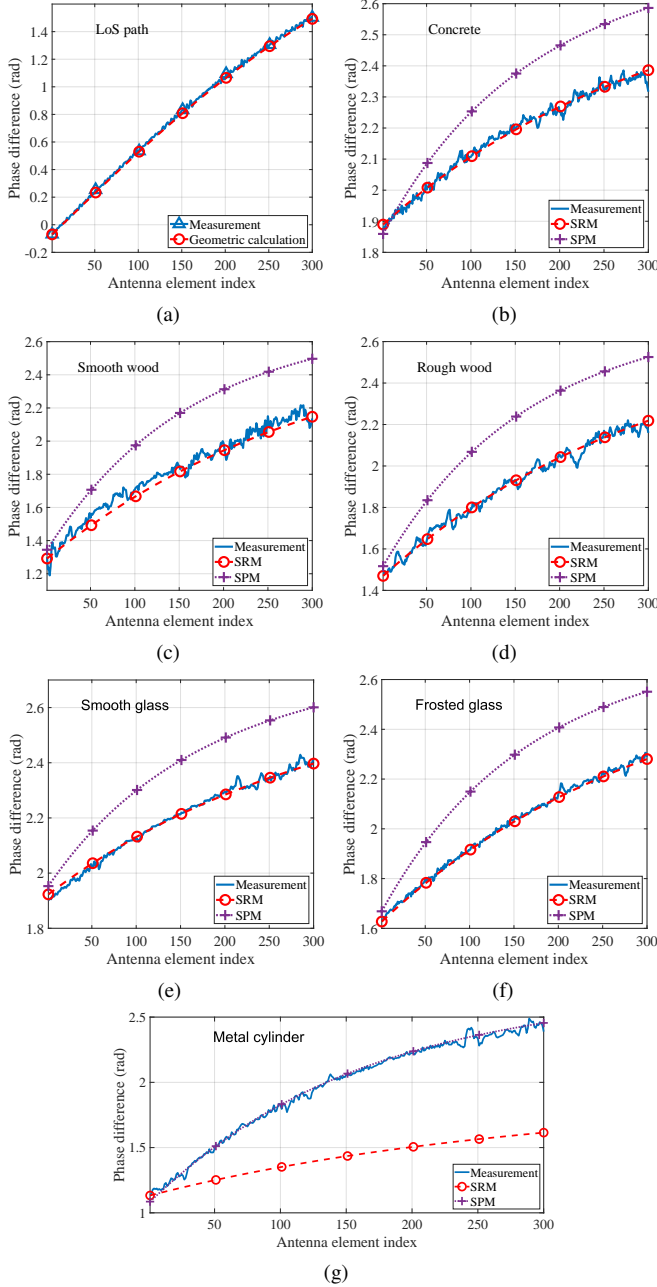 LoS path
Phase difference (rad)
1.4
1.2
1
0.8
0.6
0.4
0.2
0
-0.2
50 100 150 200 250 300
Antenna element index
Measurement
Geometric calculation
(a)
Concrete
Phase difference (rad)
2.6
2.5
2.4
2.3
2.2
2.1
2
1.9
1.8
50 100 150 200 250 300
Antenna element index
Measurement
SRM
SPM
(b)
Smooth wood
Phase difference (rad)
2.6
2.4
2.2
2
1.8
1.6
1.4
1.2
50 100 150 200 250 300
Antenna element index
Measurement
SRM
SPM
(c)
Rough wood
Phase difference (rad)
2.6
2.4
2.2
2
1.8
1.6
1.4
50 100 150 200 250 300
Antenna element index
Measurement
SRM
SPM
(d)
Smooth glass
Phase difference (rad)
2.6
2.4
2.2
2
1.8
50 100 150 200 250 300
Antenna element index
Measurement
SRM
SPM
(e)
Frosted glass
Phase difference (rad)
2.6
2.4
2.2
2
1.8
1.6
50 100 150 200 250 300
Antenna element index
Measurement
SRM
SPM
(f)
Metal cylinder
Phase difference (rad)
2.5
2
1.5
1
50 100 150 200 250 300
Antenna element index
Measurement
SRM
SPM
(g)